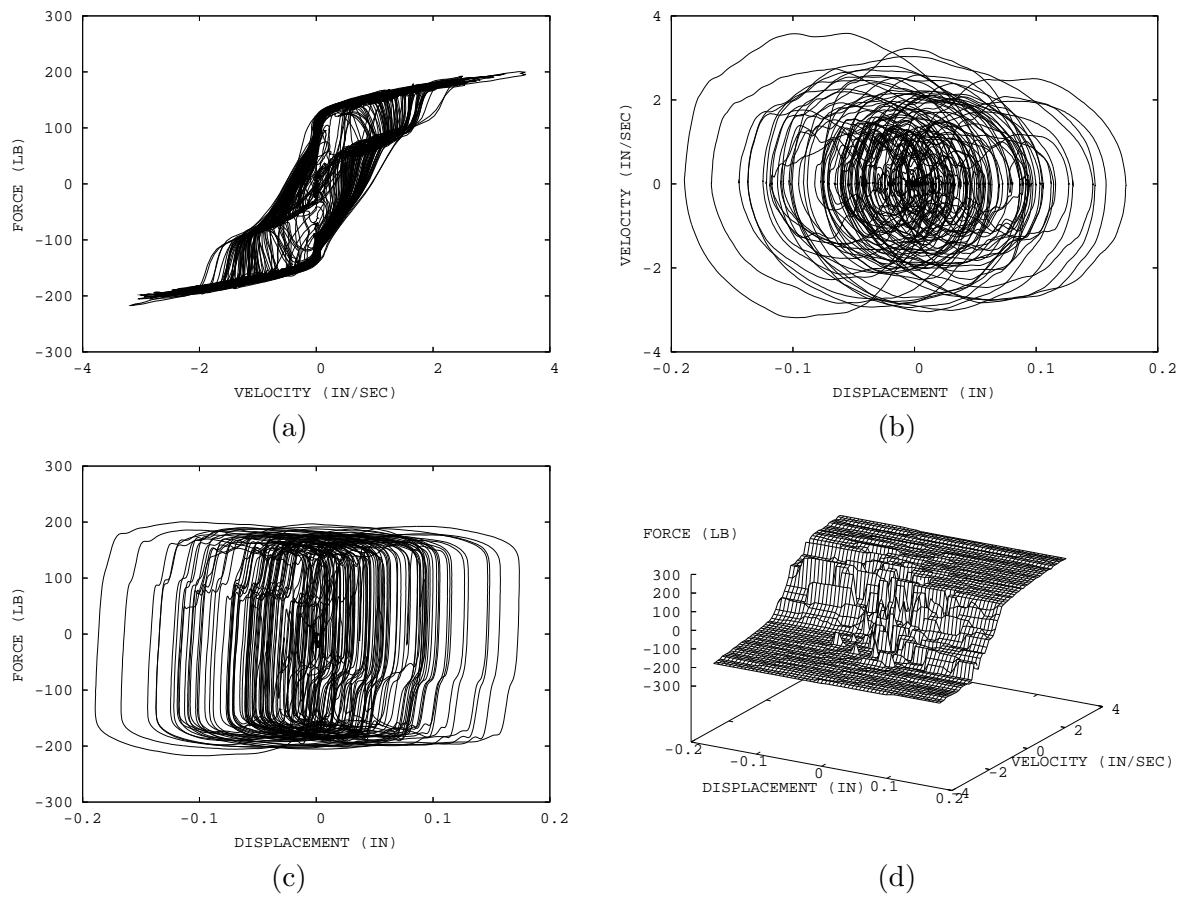 300
200
100
0
-100
-200
-300
FORCE (LB)
-4 -2 0 2 4
VELOCITY (IN/SEC)
(a)
4
2
0
-2
-4
VELOCITY (IN/SEC)
-0.2 -0.1 0 0.1 0.2
DISPLACEMENT (IN)
(b)
300
200
100
0
-100
-200
-300
FORCE (LB)
-0.2 -0.1 0 0.1 0.2
DISPLACEMENT (IN)
(c)
FORCE (LB)
300
200
100
0
-100
-200
-300
-0.2
-0.1
0
0.1
0.2
DISPLACEMENT (IN)
-4
-2
0
2
4
VELOCITY (IN/SEC)
(d)